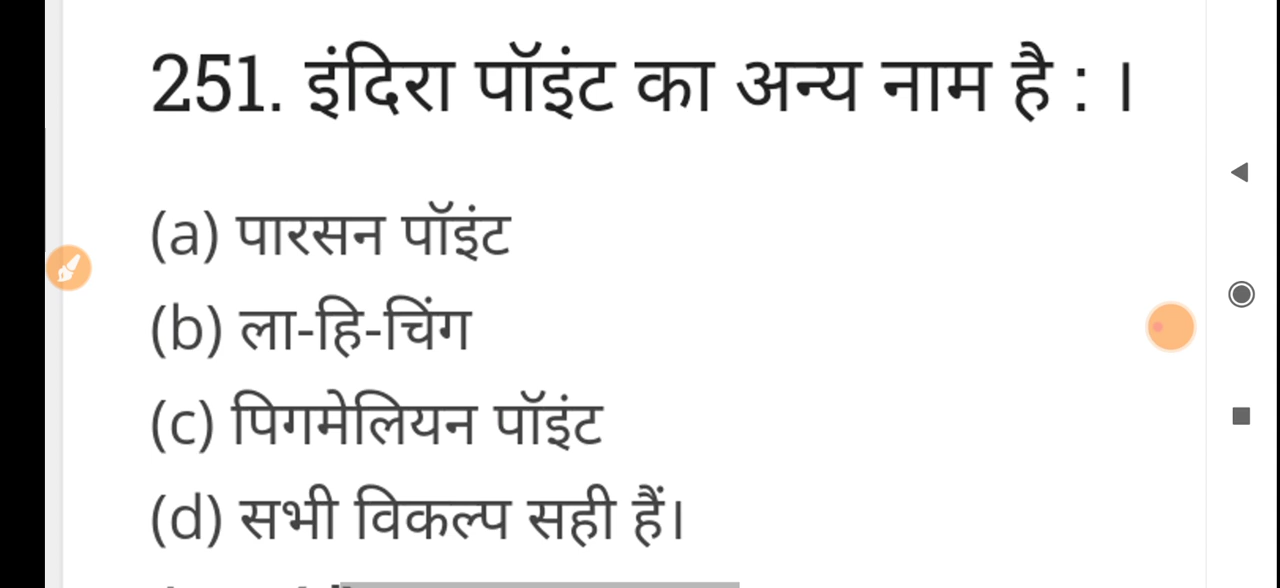 251. इंदिरा पॉइंट का अन्य नाम है : ।
(a) पारसन पॉइंट
(b) ला-हि-चिंग
(c) पिगमेलियन पॉइंट
(d) सभी विकल्प सही हैं।